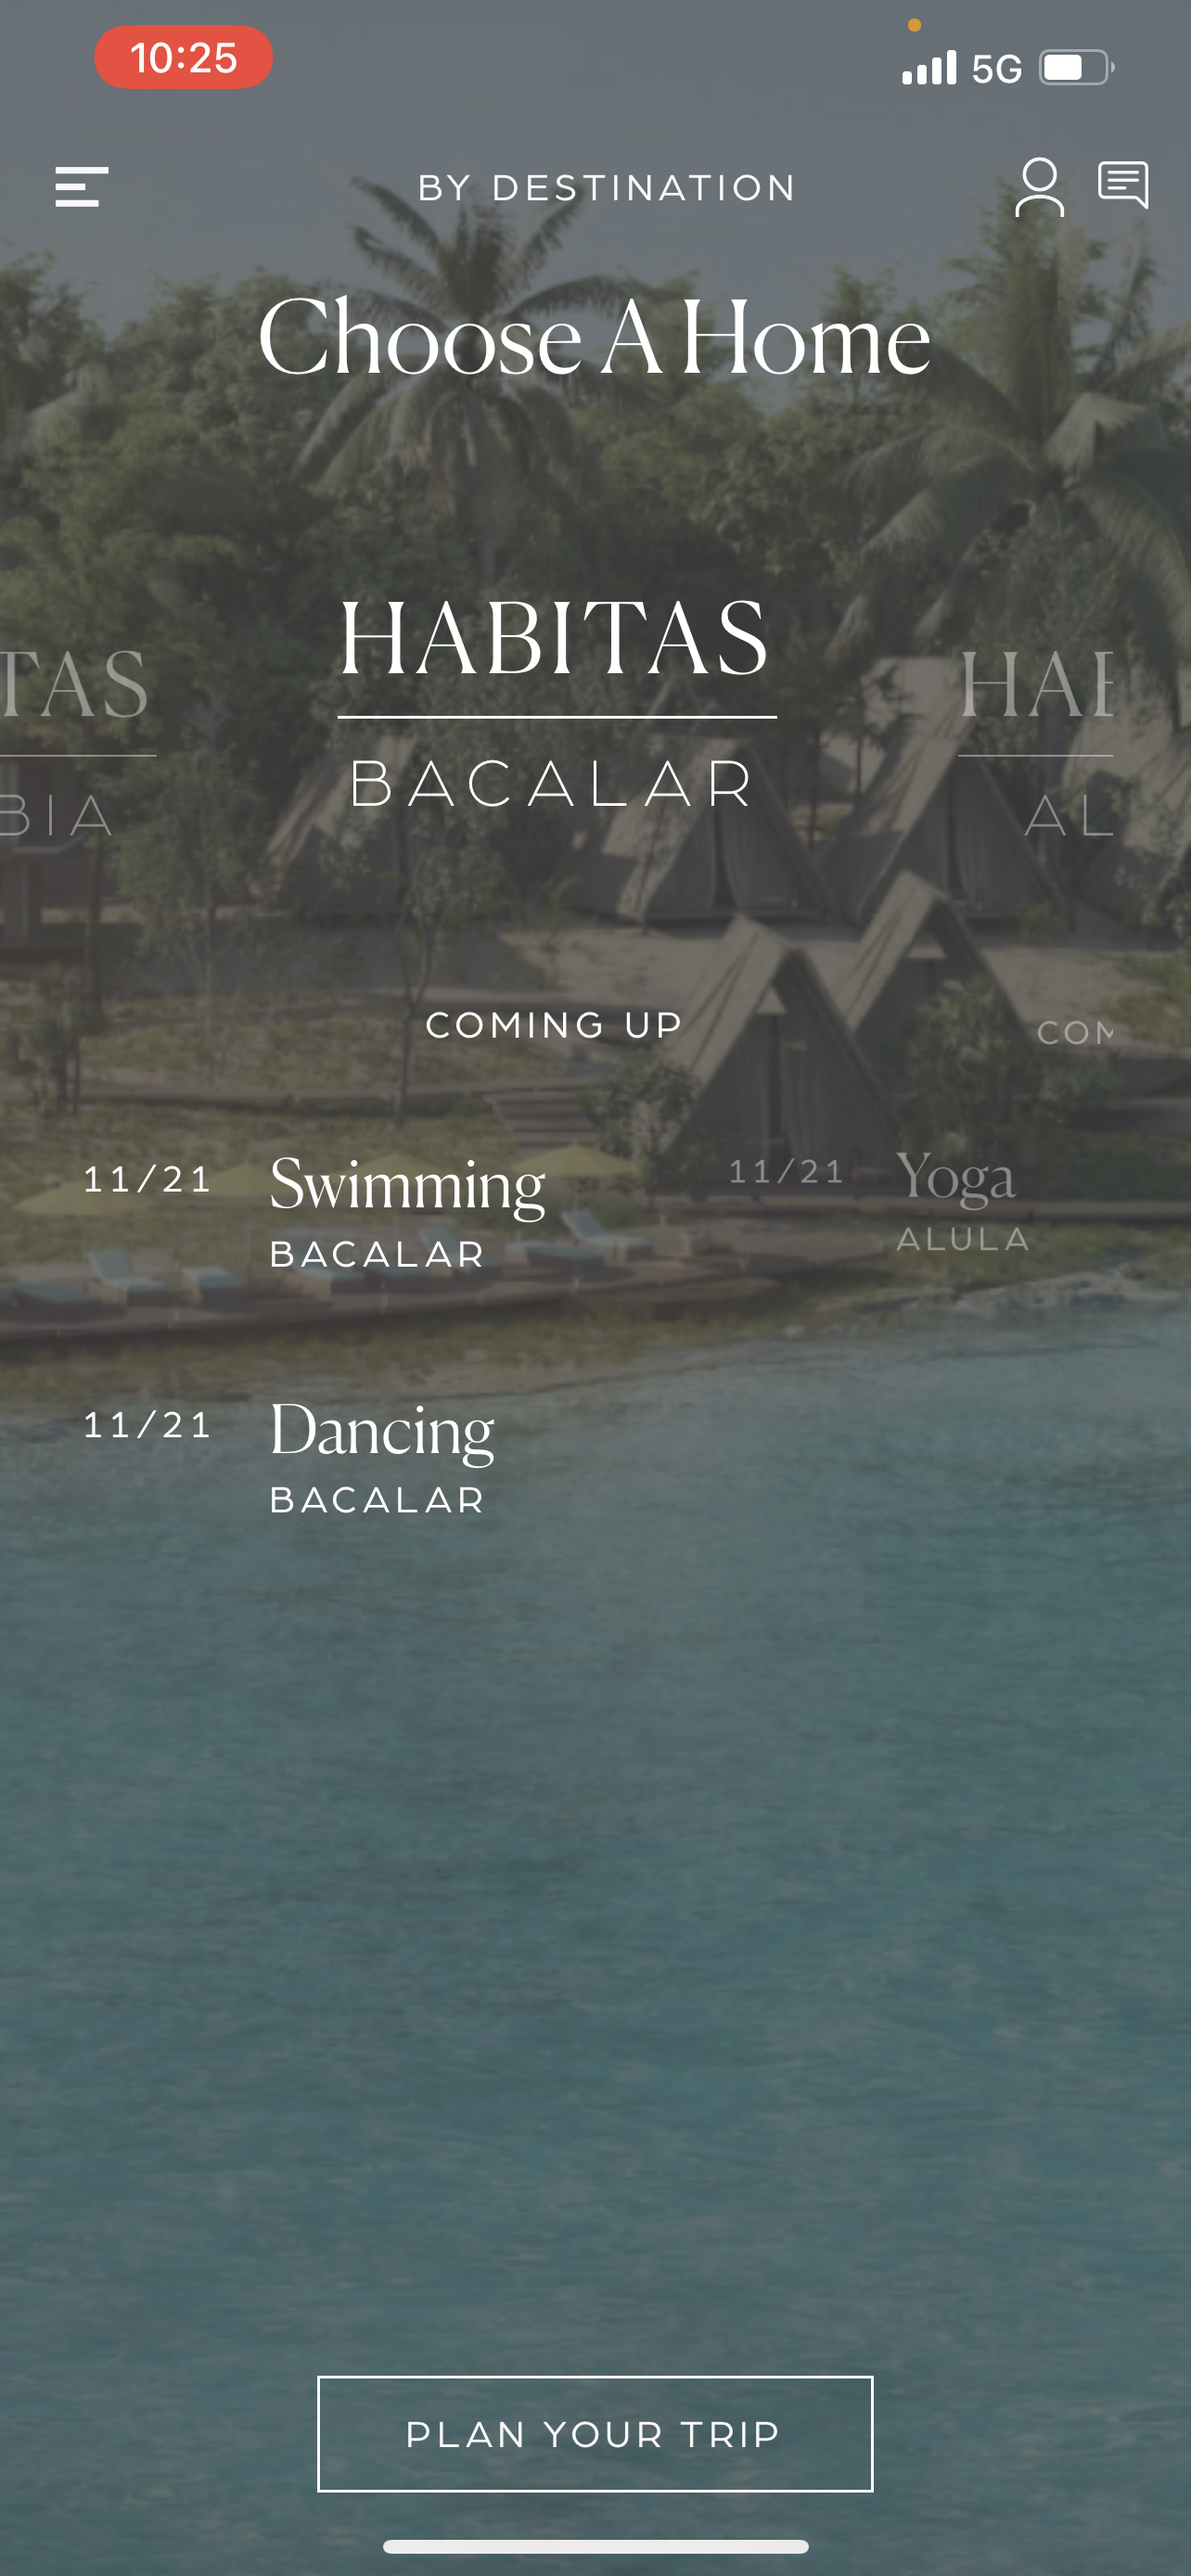 10:25
5G
BY DESTINATION
Choose A Home
TAS
HABITAS
HAB
BIA
BACALAR
AL
COMING UP
COM
11/21 Swimming
BACALAR
11/21 Yoga
ALULA
11/21 Dancing
BACALAR
PLAN YOUR TRIP